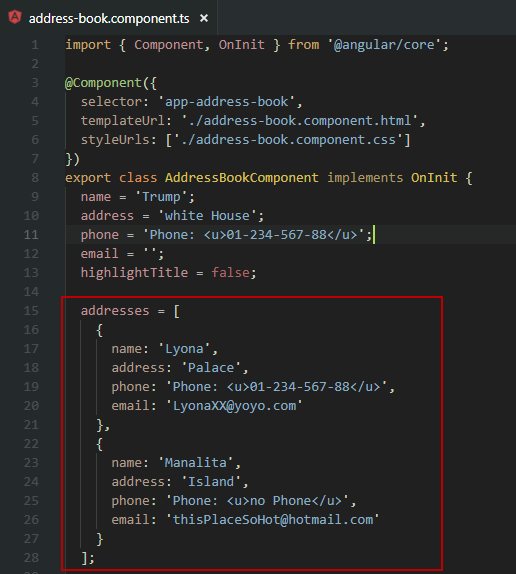 address-book.component.ts ×
1 import { Component, OnInit } from '@angular/core';
2
3 @Component({
4   selector: 'app-address-book',
5   templateUrl: './address-book.component.html',
6   styleUrls: ['./address-book.component.css']
7 })
8 export class AddressBookComponent implements OnInit {
9   name = 'Trump';
10   address = 'white House';
11   phone = 'Phone: <u>01-234-567-88</u>';
12   email = '';
13   highlightTitle = false;
14
15   addresses = [
16     {
17       name: 'Lyona',
18       address: 'Palace',
19       phone: 'Phone: <u>01-234-567-88</u>',
20       email: 'LyonaXX@yoyo.com'
21     },
22     {
23       name: 'Manalita',
24       address: 'Island',
25       phone: 'Phone: <u>no Phone</u>',
26       email: 'thisPlaceSoHot@hotmail.com'
27     }
28   ];